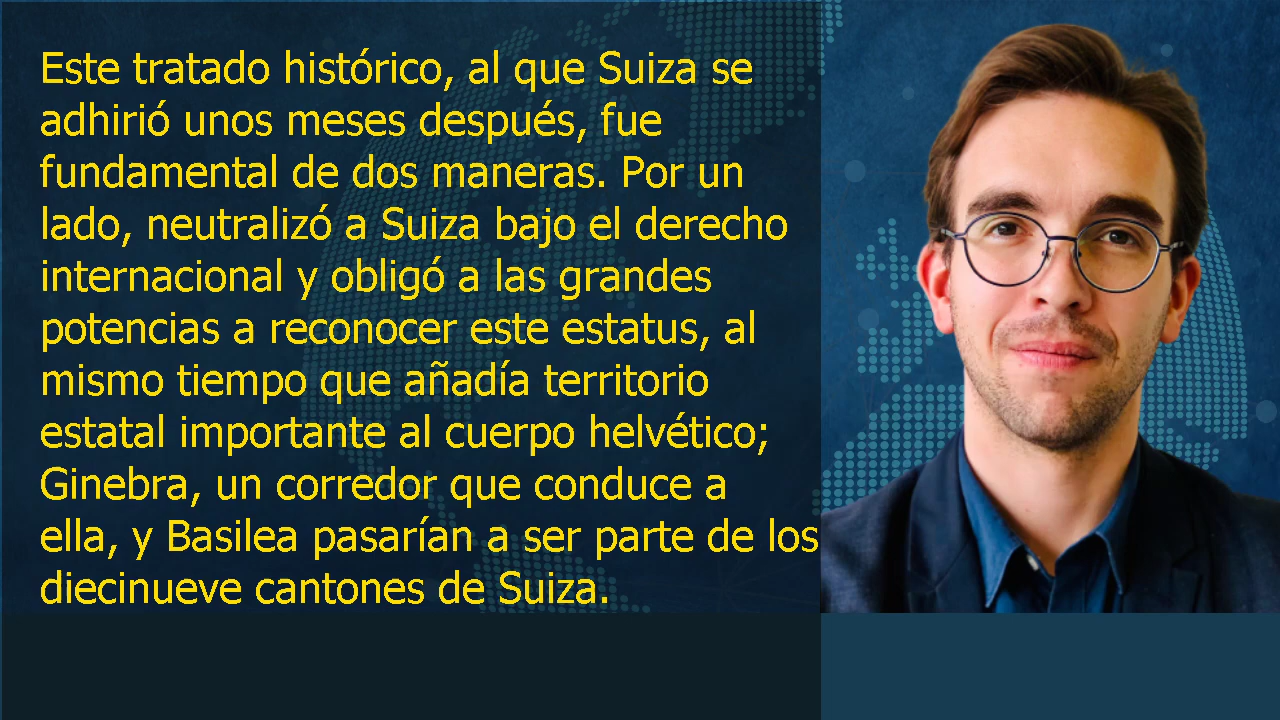 Este tratado histórico, al que Suiza se
adhirió unos meses después, fue
fundamental de dos maneras. Por un
lado, neutralizó a Suiza bajo el derecho
internacional y obligó a las grandes
potencias a reconocer este estatus, al
mismo tiempo que añadía territorio
estatal importante al cuerpo helvético;
Ginebra, un corredor que conduce a
ella, y Basilea pasarían a ser parte de los
diecinueve cantones de Suiza.